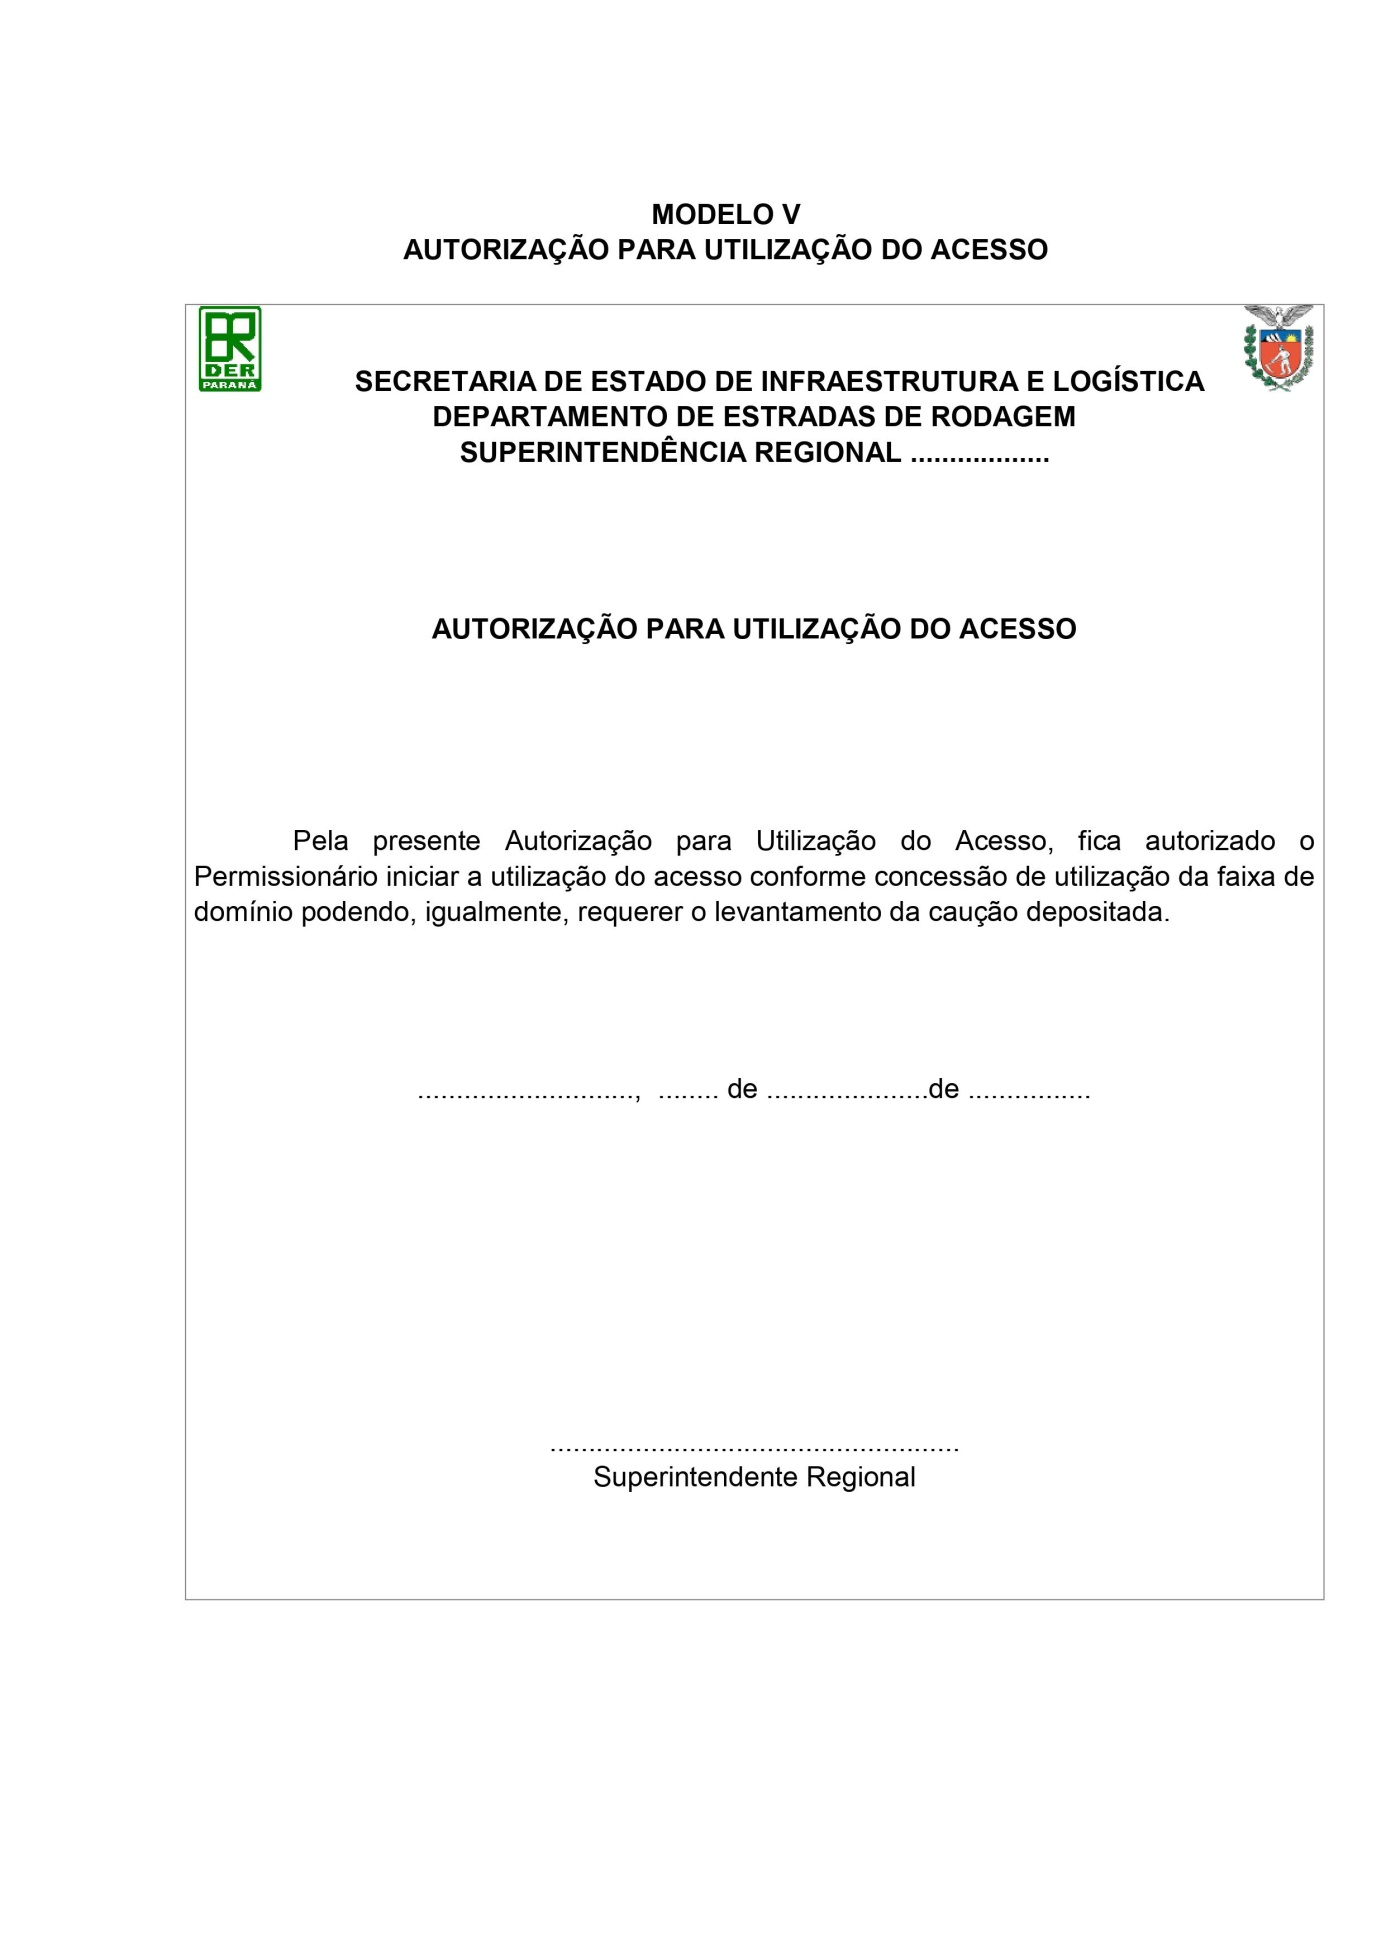 MODELO V
AUTORIZAÇÃO PARA UTILIZAÇÃO DO ACESSO
DER
PARANÁ
SECRETARIA DE ESTADO DE INFRAESTRUTURA E LOGÍSTICA
DEPARTAMENTO DE ESTRADAS DE RODAGEM
SUPERINTENDÊNCIA REGIONAL ..................
AUTORIZAÇÃO PARA UTILIZAÇÃO DO ACESSO
Pela presente Autorização para Utilização do Acesso, fica autorizado o
Permissionário iniciar a utilização do acesso conforme concessão de utilização da faixa de
domínio podendo, igualmente, requerer o levantamento da caução depositada.
............................, ........ de .....................de ................
.....................................................
Superintendente Regional